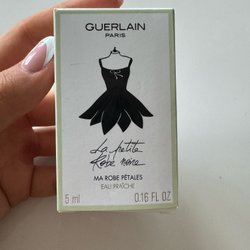 GUERLAIN
PARIS
La petite
Robe noire
MA ROBE PÉTALES
EAU FRAÎCHE
5 ml 0.16 FL OZ